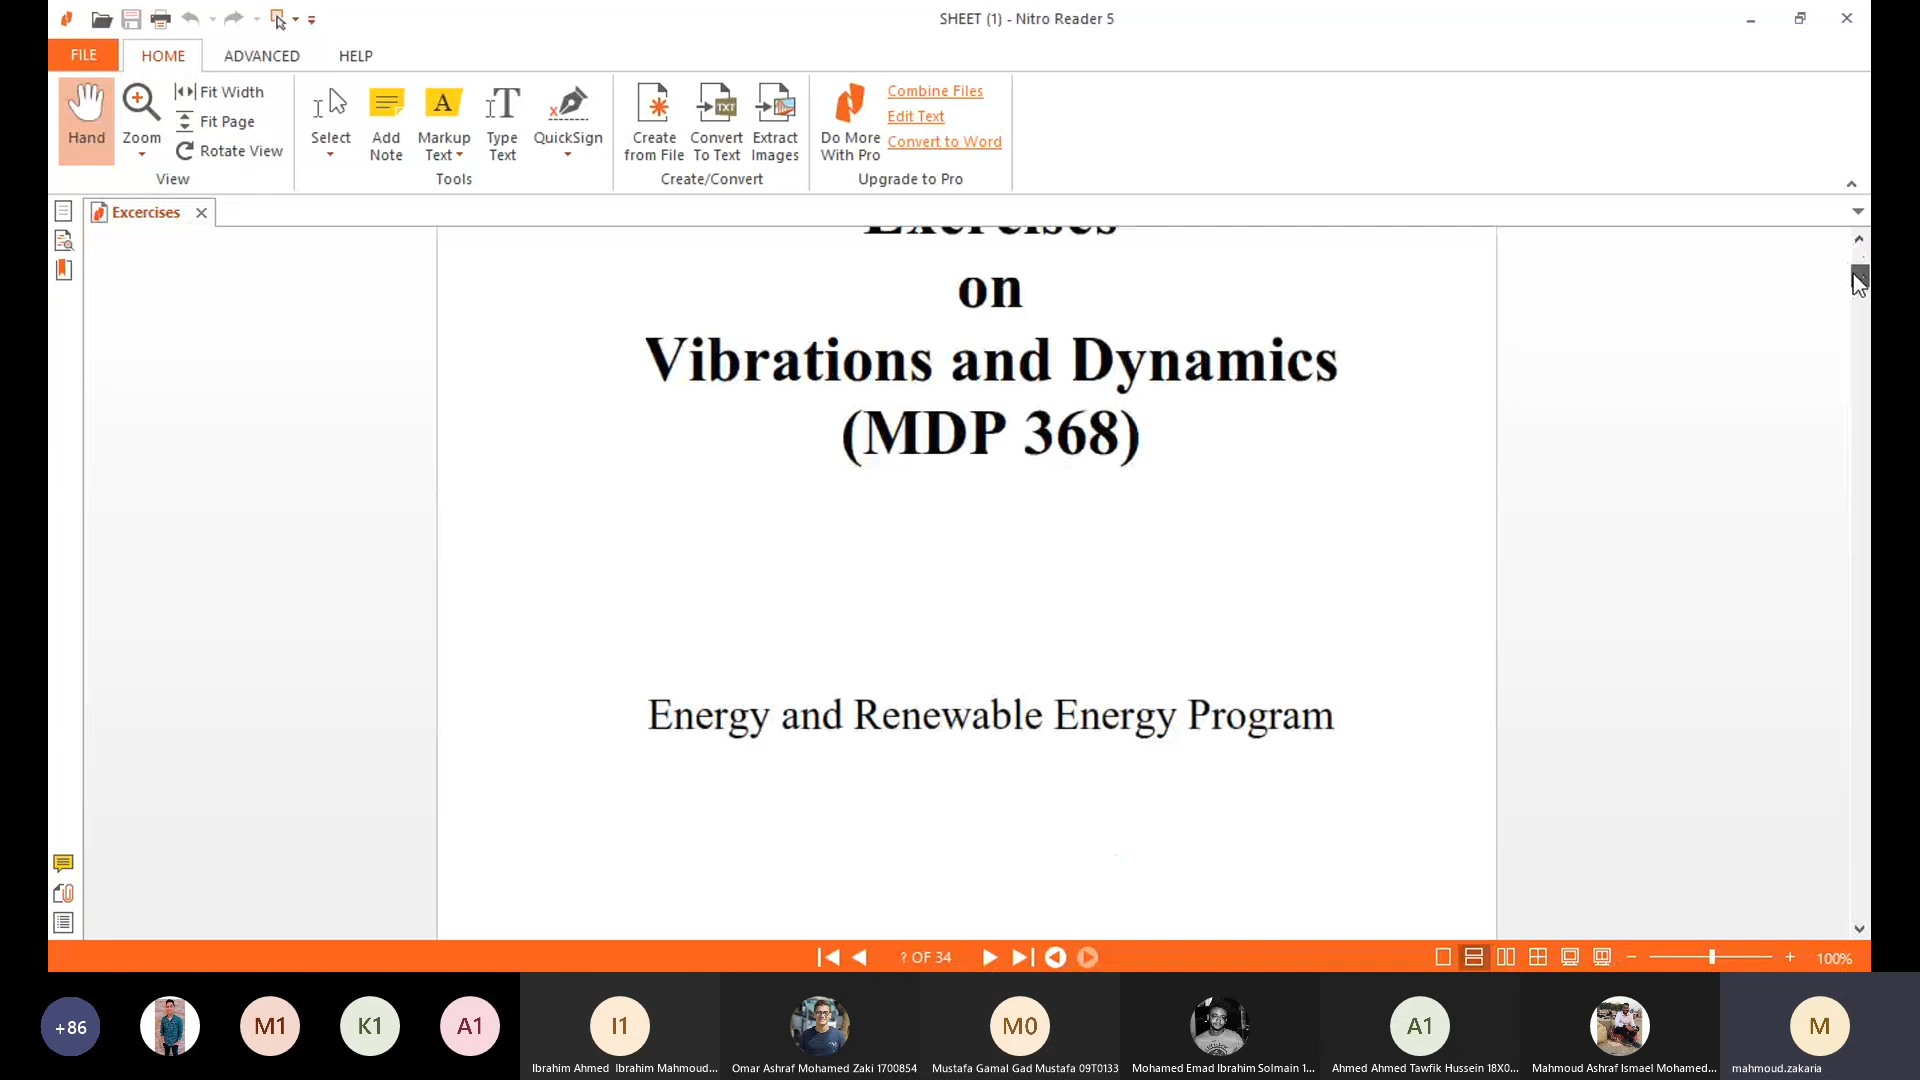 SHEET (1) - Nitro Reader 5
FILE
HOME
ADVANCED
HELP
Hand
Zoom
Fit Width
Fit Page
Rotate View
View
Select
Add Note
Markup Text
Type Text
QuickSign
Tools
Create from File
Convert To Text
Extract Images
Create/Convert
Do More With Pro
Combine Files
Edit Text
Convert to Word
Upgrade to Pro
Excercises
Exercises
on
Vibrations and Dynamics
(MDP 368)
Energy and Renewable Energy Program
? OF 34
100%
+86
M1
K1
A1
I1
M0
A1
M
Ibrahim Ahmed Ibrahim Mahmoud...
Omar Ashraf Mohamed Zaki 1700854
Mustafa Gamal Gad Mustafa 09T0133
Mohamed Emad Ibrahim Solmain 1...
Ahmed Ahmed Tawfik Hussein 18X0...
Mahmoud Ashraf Ismael Mohamed...
mahmoud.zakaria